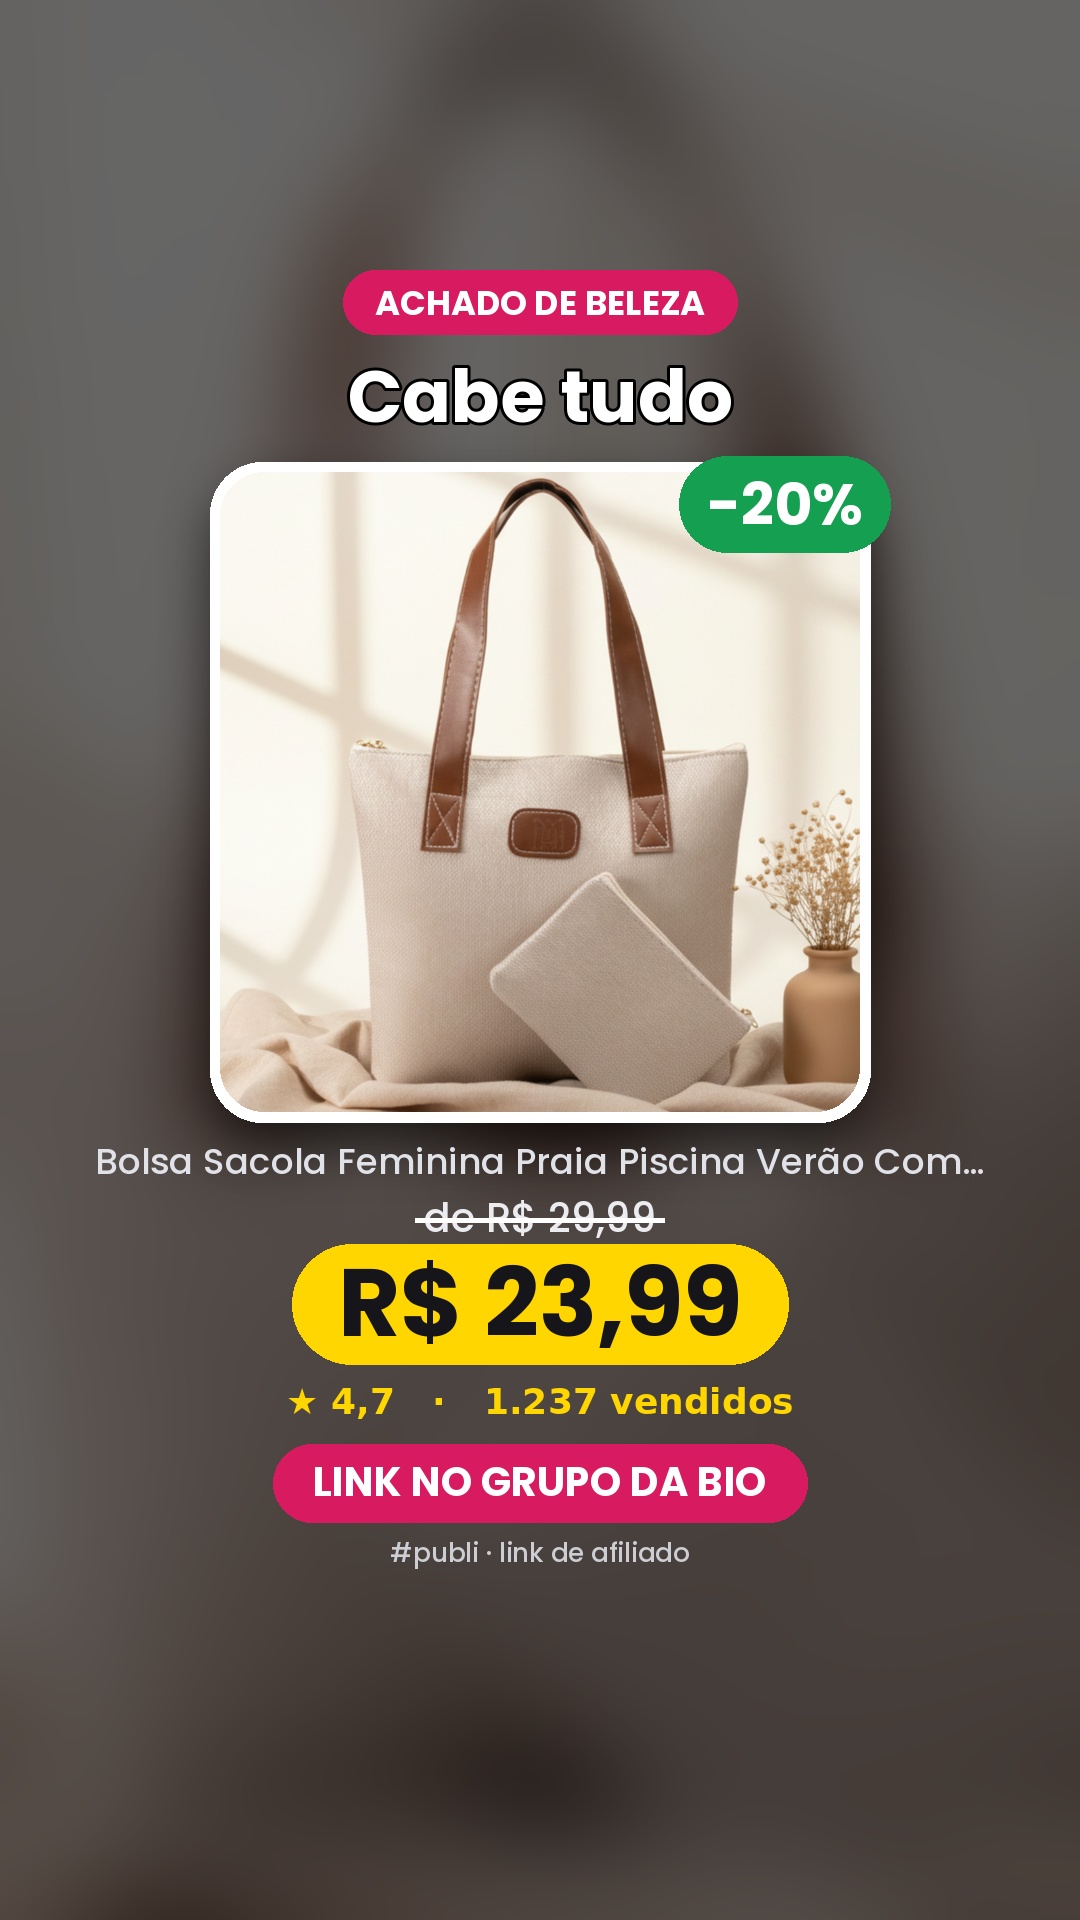 ACHADO DE BELEZA
Cabe tudo
-20%
Bolsa Sacola Feminina Praia Piscina Verão Com...
de R$ 29,99
R$ 23,99
★ 4,7 · 1.237 vendidos
LINK NO GRUPO DA BIO
#publi · link de afiliado